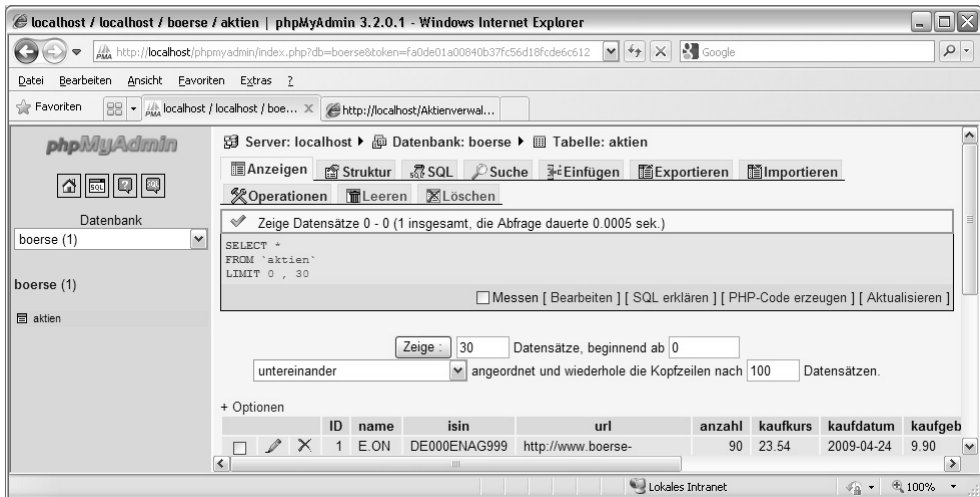 localhost / localhost / boerse / aktien | phpMyAdmin 3.2.0.1 - Windows Internet Explorer
http://localhost/phpmyadmin/index.php?db=boerse&token=fa0de01a00840b37fc56d18fcde6c612 Google
Datei Bearbeiten Ansicht Favoriten Extras ?
Favoriten localhost / localhost / boe... http://localhost/Aktienverwal...
phpMyAdmin
Datenbank
boerse (1)
boerse (1)
aktien
Server: localhost Datenbank: boerse Tabelle: aktien
Anzeigen Struktur SQL Suche Einfügen Exportieren Importieren
Operationen Leeren Löschen
Zeige Datensätze 0 - 0 (1 insgesamt, die Abfrage dauerte 0.0005 sek.)
SELECT *
FROM `aktien`
LIMIT 0 , 30
Messen [ Bearbeiten ] [ SQL erklären ] [ PHP-Code erzeugen ] [ Aktualisieren ]
Zeige : 30 Datensätze, beginnend ab 0
untereinander angeordnet und wiederhole die Kopfzeilen nach 100 Datensätzen.
+ Optionen
ID name isin url anzahl kaufkurs kaufdatum kaufgeb
1 E.ON DE000ENAG999 http://www.boerse- 90 23.54 2009-04-24 9.90
Lokales Intranet 100%